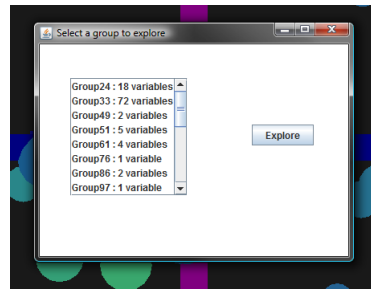 Select a group to explore
Group24 : 18 variables
Group33 : 72 variables
Group49 : 2 variables
Group51 : 5 variables
Group61 : 4 variables
Group76 : 1 variable
Group86 : 2 variables
Group97 : 1 variable
Explore